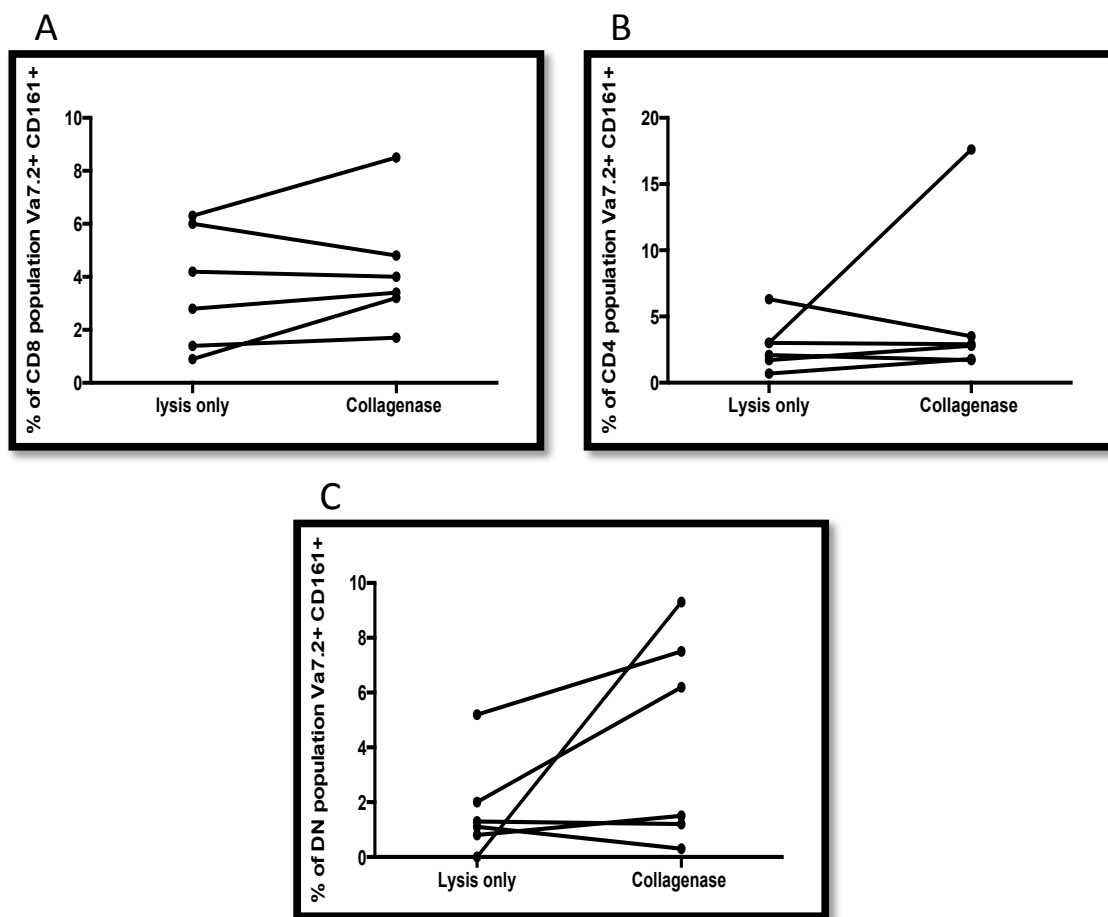 A
% of CD8 population Va7.2+ CD161+
10
8
6
4
2
0
lysis only
Collagenase
B
% of CD4 population Va7.2+ CD161+
20
15
10
5
0
Lysis only
Collagenase
C
% of DN population Va7.2+ CD161+
10
8
6
4
2
0
Lysis only
Collagenase